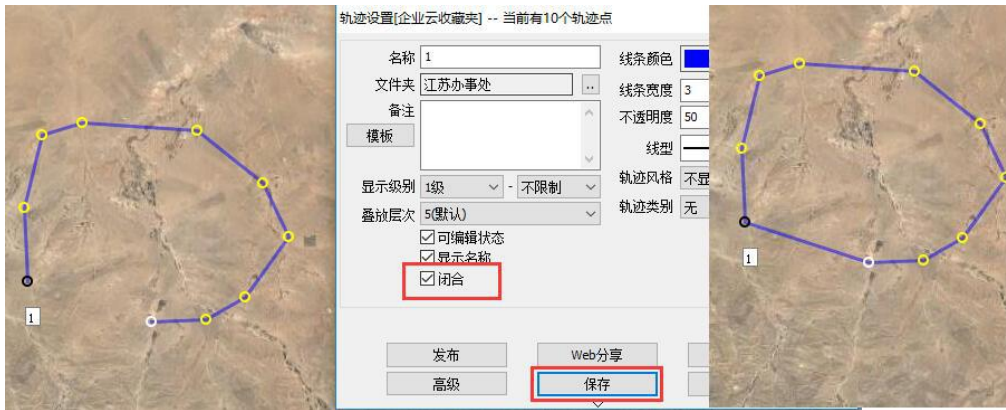 轨迹设置[企业云收藏夹] -- 当前有10个轨迹点
名称 1
文件夹 江苏办事处 ..
备注
模板
显示级别 1级 - 不限制
叠放层次 5(默认)
可编辑状态
显示名称
闭合
线条颜色
线条宽度 3
不透明度 50
线型
轨迹风格 不显
轨迹类别 无
发布 Web分享
高级 保存
1
1